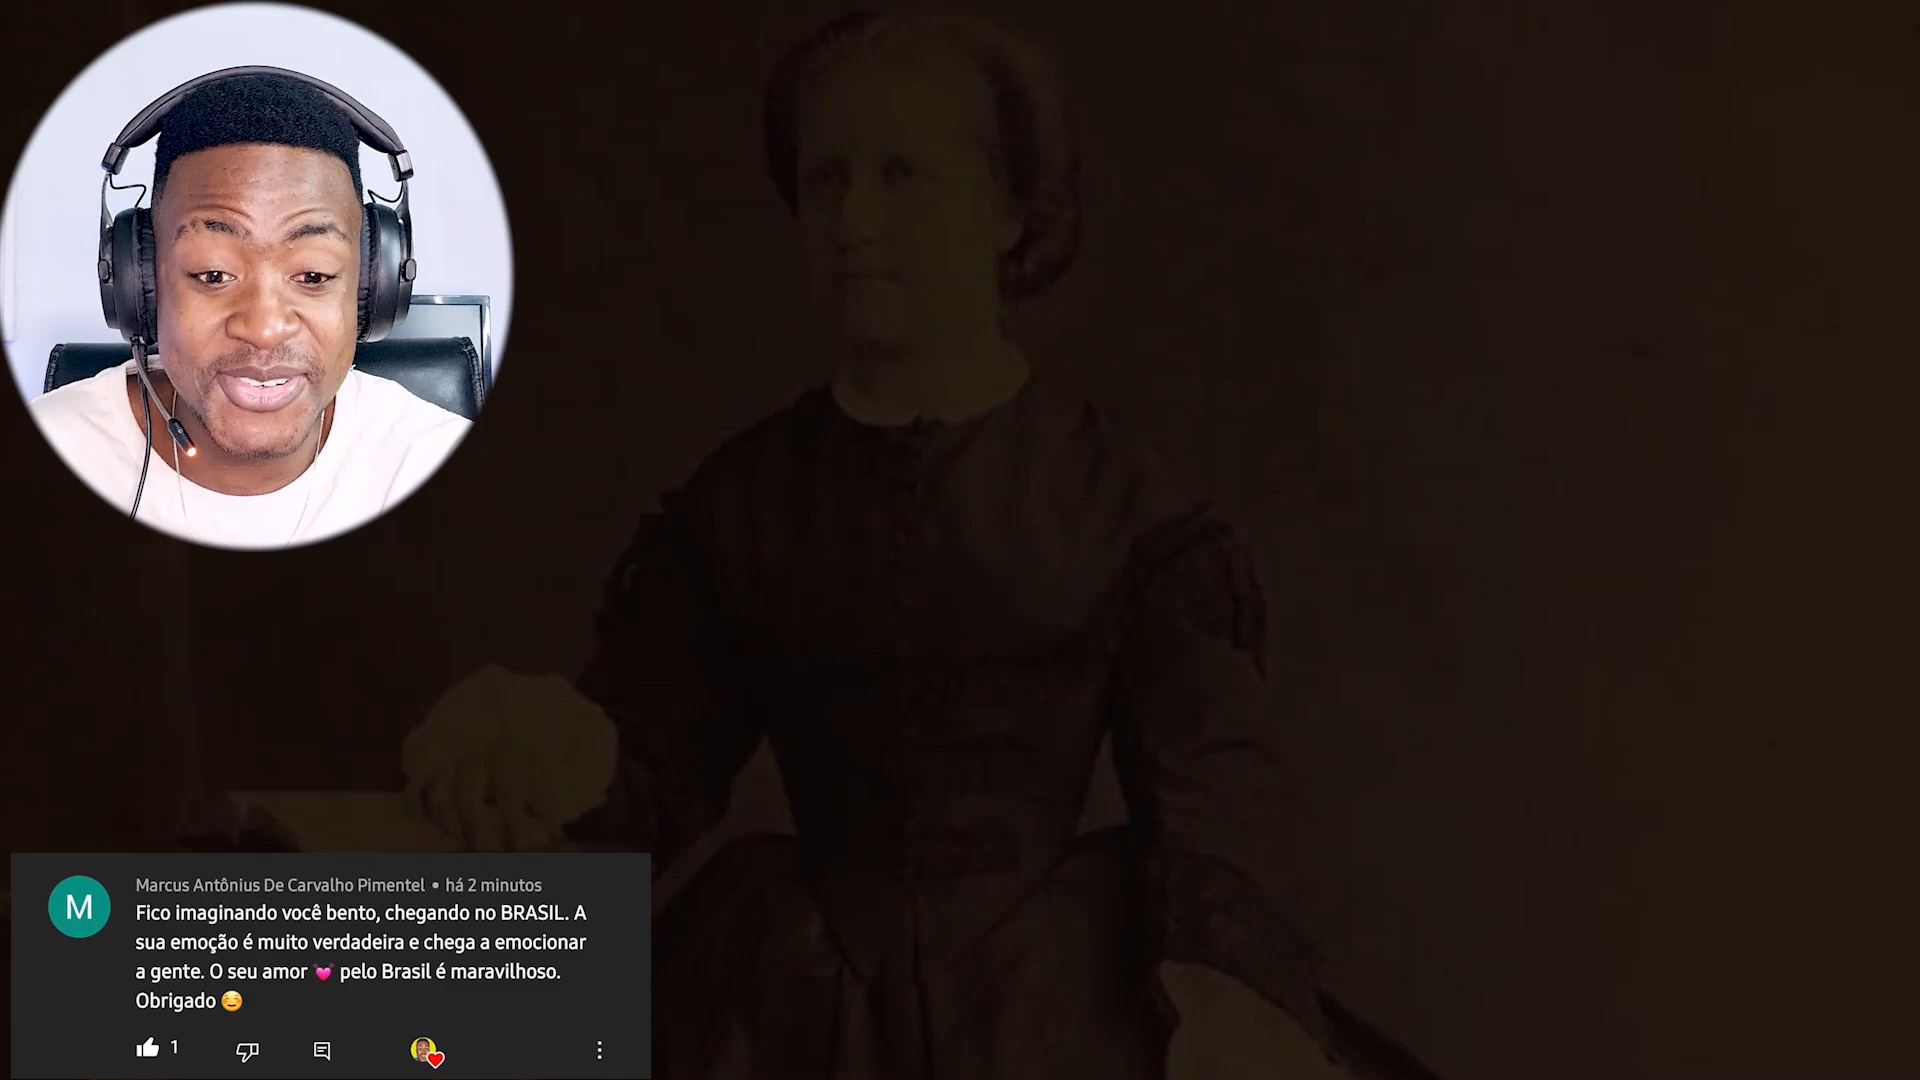 M
Marcus Antônius De Carvalho Pimentel • há 2 minutos
Fico imaginando você bento, chegando no BRASIL. A
sua emoção é muito verdadeira e chega a emocionar
a gente. O seu amor 💓 pelo Brasil é maravilhoso.
Obrigado ☺️
1